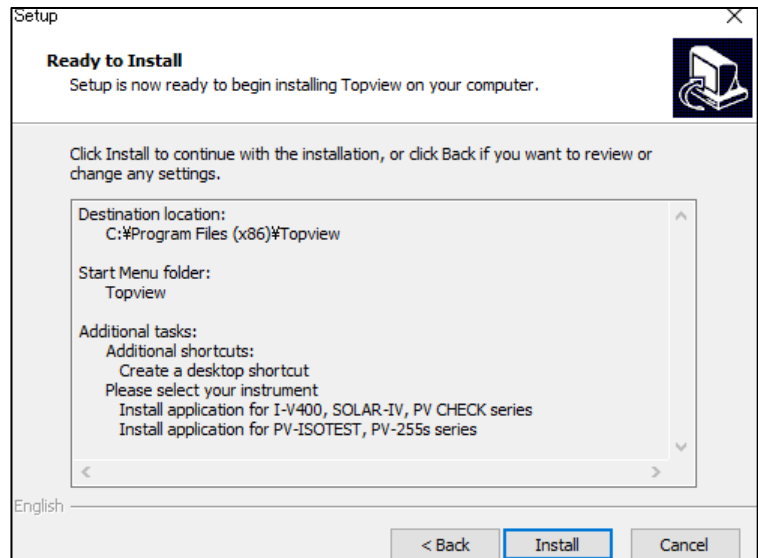 Setup
Ready to Install
Setup is now ready to begin installing Topview on your computer.
Click Install to continue with the installation, or click Back if you want to review or
change any settings.
Destination location:
C:¥Program Files (x86)¥Topview
Start Menu folder:
Topview
Additional tasks:
Additional shortcuts:
Create a desktop shortcut
Please select your instrument
Install application for I-V400, SOLAR-IV, PV CHECK series
Install application for PV-ISOTEST, PV-255s series
English
< Back Install Cancel